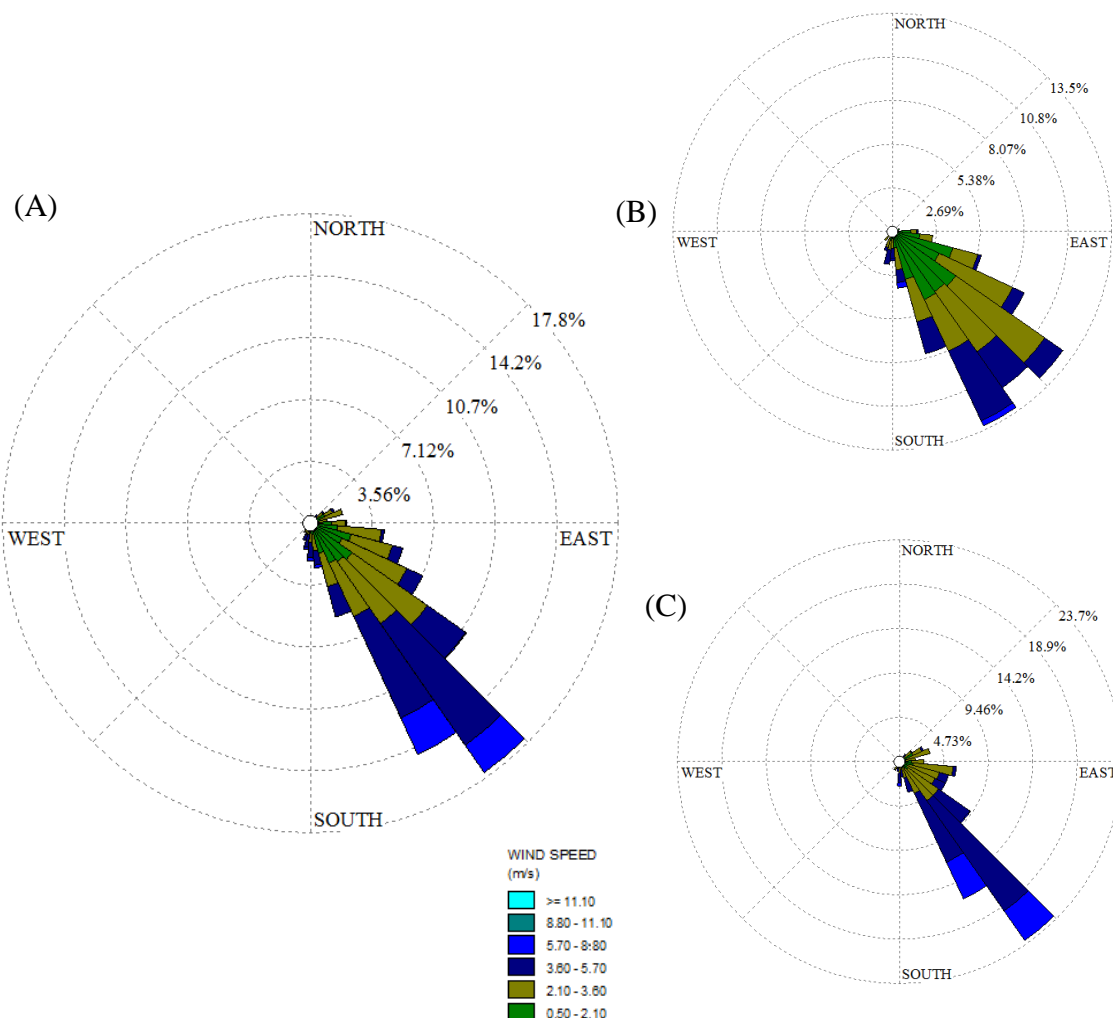 (A)
NORTH
17.8%
14.2%
10.7%
7.12%
3.56%
WEST
EAST
SOUTH
(B)
NORTH
13.5%
10.8%
8.07%
5.38%
2.69%
WEST
EAST
SOUTH
(C)
NORTH
23.7%
18.9%
14.2%
9.46%
4.73%
WEST
EAST
SOUTH
WIND SPEED
(m/s)
>= 11.10
8.80 - 11.10
5.70 - 8.80
3.60 - 5.70
2.10 - 3.60
0.50 - 2.10